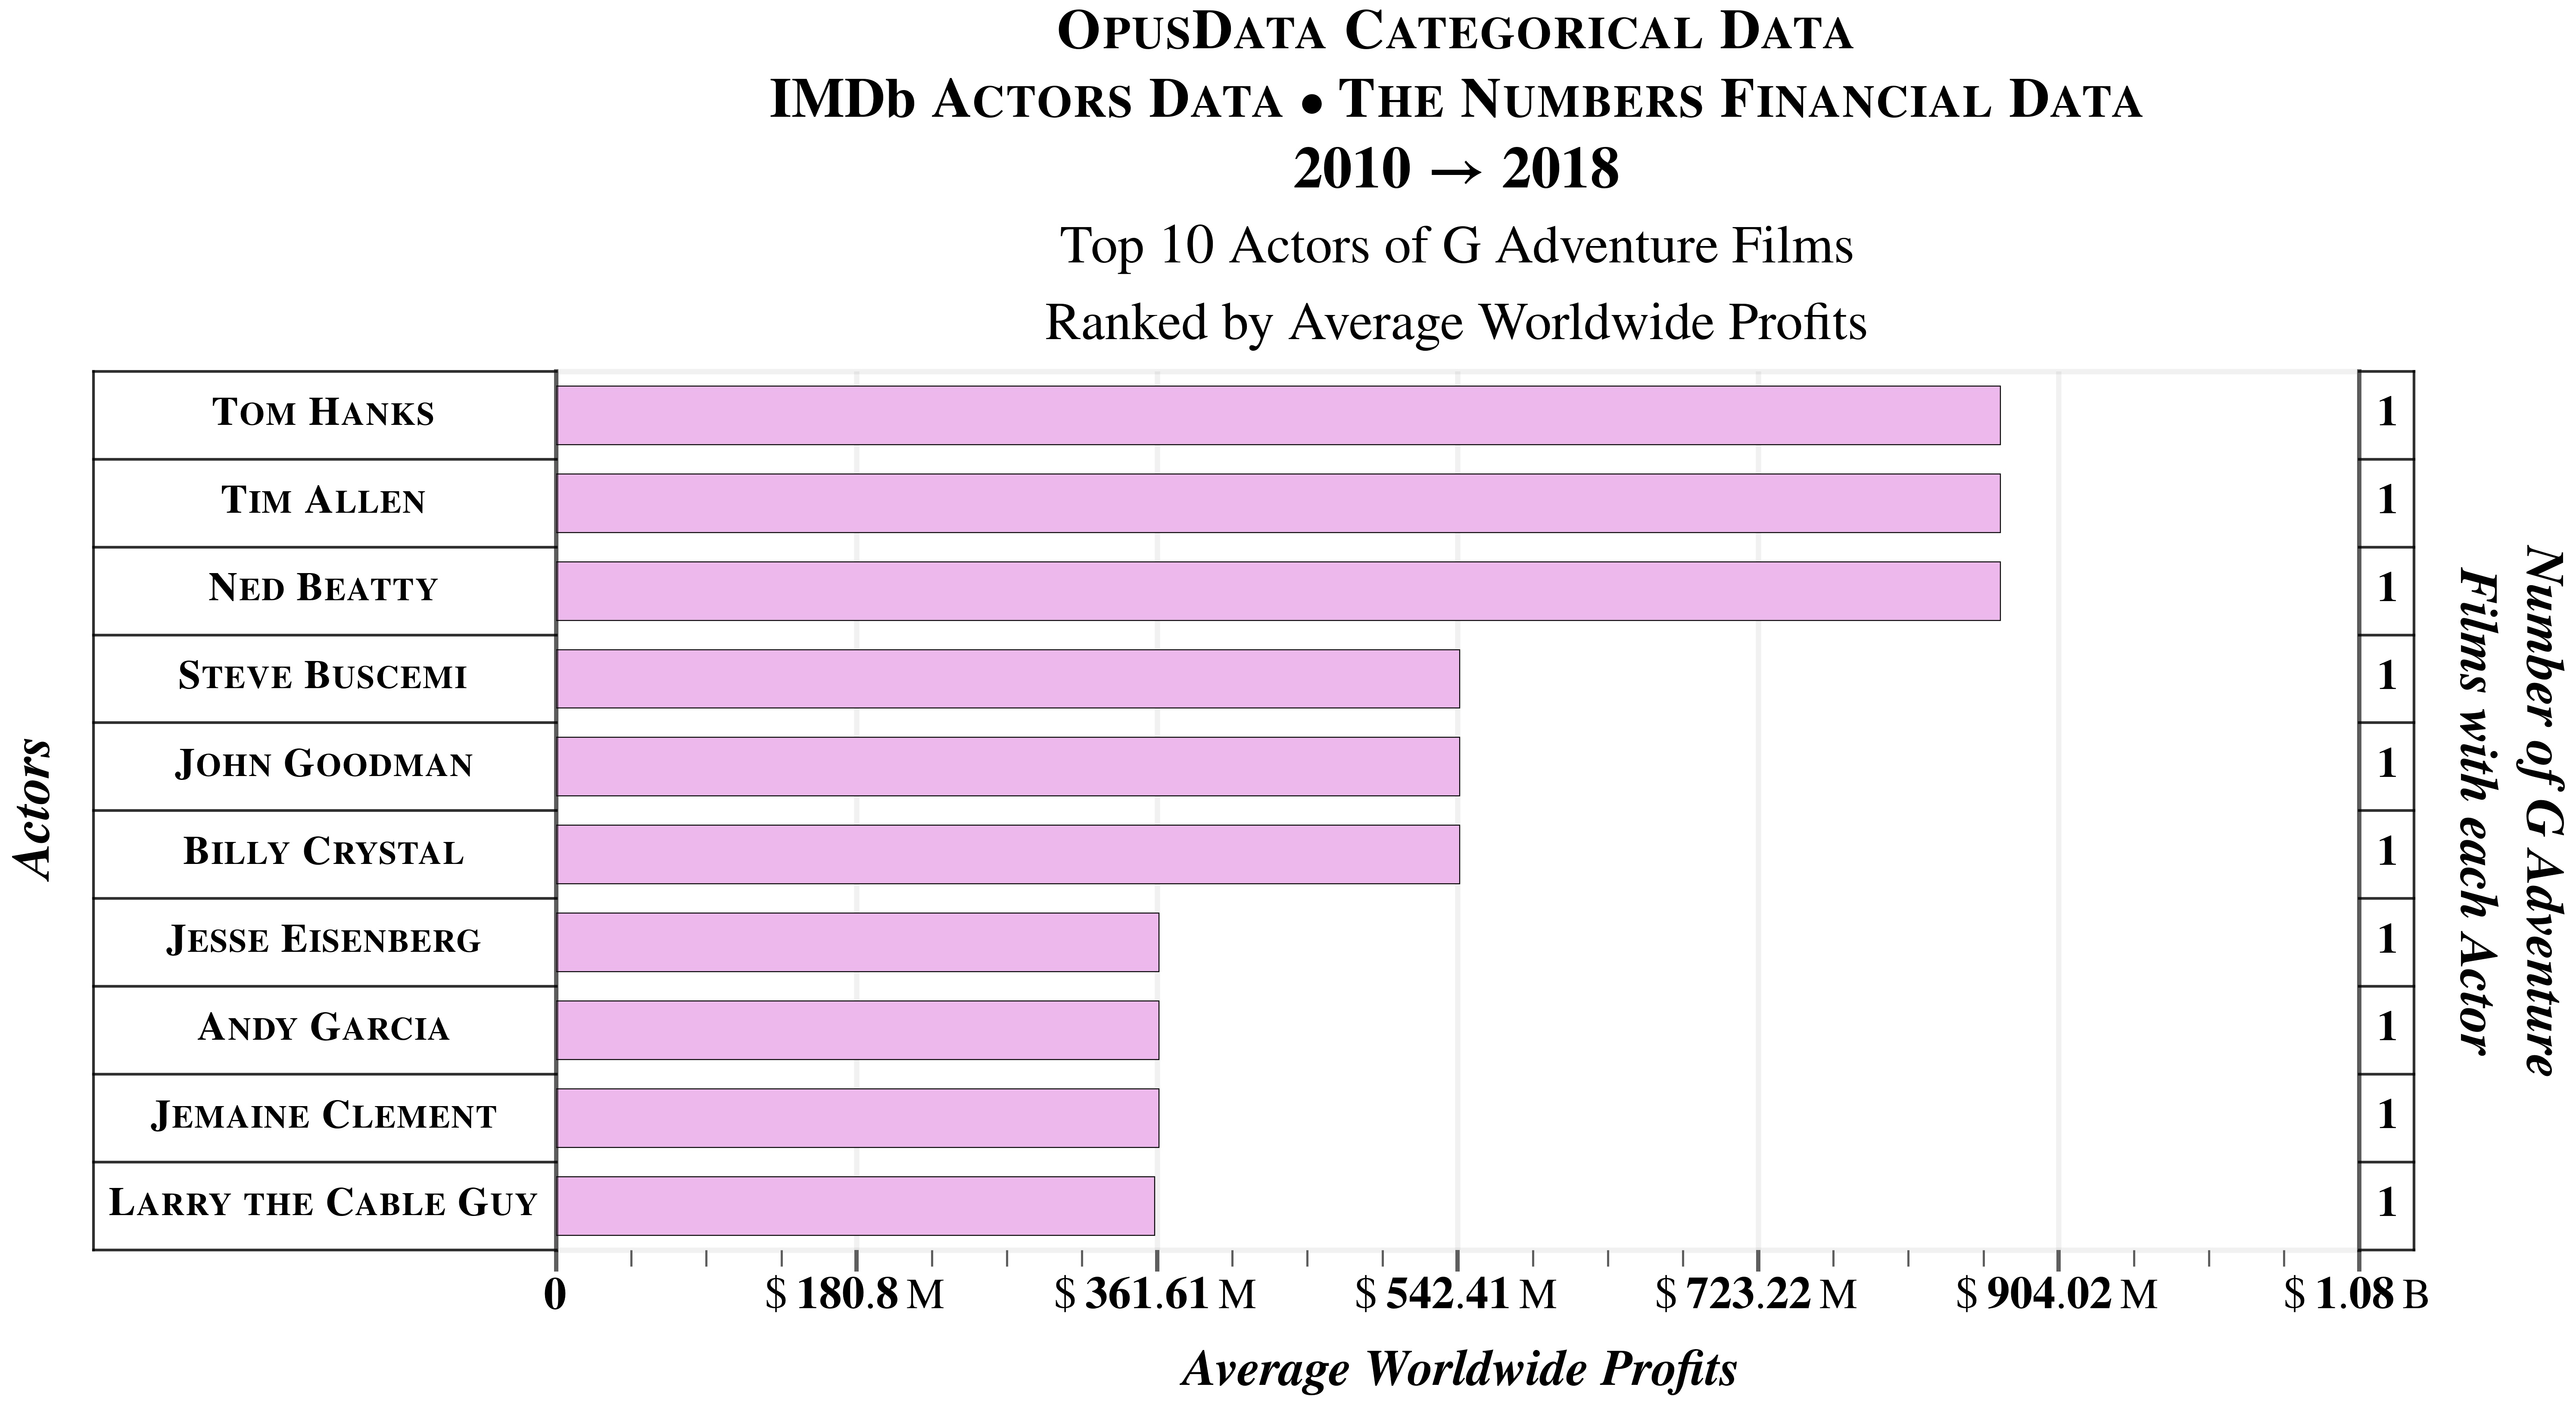 OPUSDATA CATEGORICAL DATA
IMDb ACTORS DATA • THE NUMBERS FINANCIAL DATA
2010 → 2018
Top 10 Actors of G Adventure Films
Ranked by Average Worldwide Profits
Actors
TOM HANKS 1
TIM ALLEN 1
NED BEATTY 1
STEVE BUSCEMI 1
JOHN GOODMAN 1
BILLY CRYSTAL 1
JESSE EISENBERG 1
ANDY GARCIA 1
JEMAINE CLEMENT 1
LARRY THE CABLE GUY 1
Number of G Adventure
Films with each Actor
0 $ 180.8 M $ 361.61 M $ 542.41 M $ 723.22 M $ 904.02 M $ 1.08 B
Average Worldwide Profits